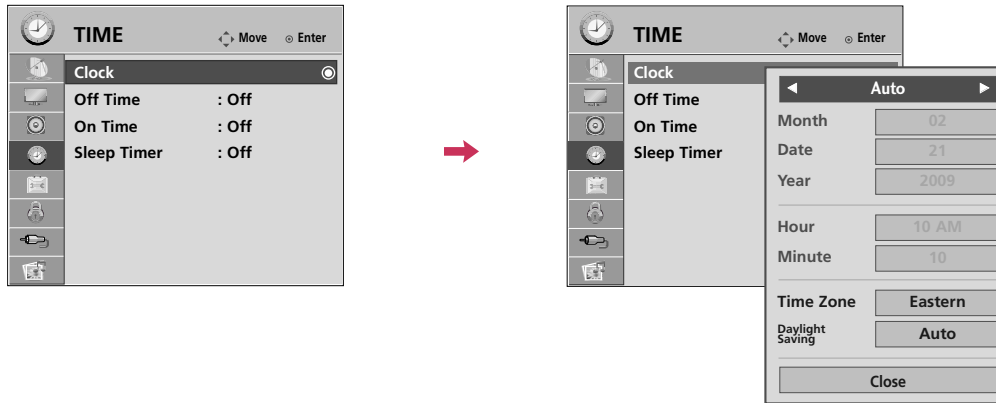 TIME
Move Enter
Clock
Off Time : Off
On Time : Off
Sleep Timer : Off
TIME
Move Enter
Clock
Off Time
On Time
Sleep Timer
Auto
Month 02
Date 21
Year 2009
Hour 10 AM
Minute 10
Time Zone Eastern
Daylight
Saving Auto
Close